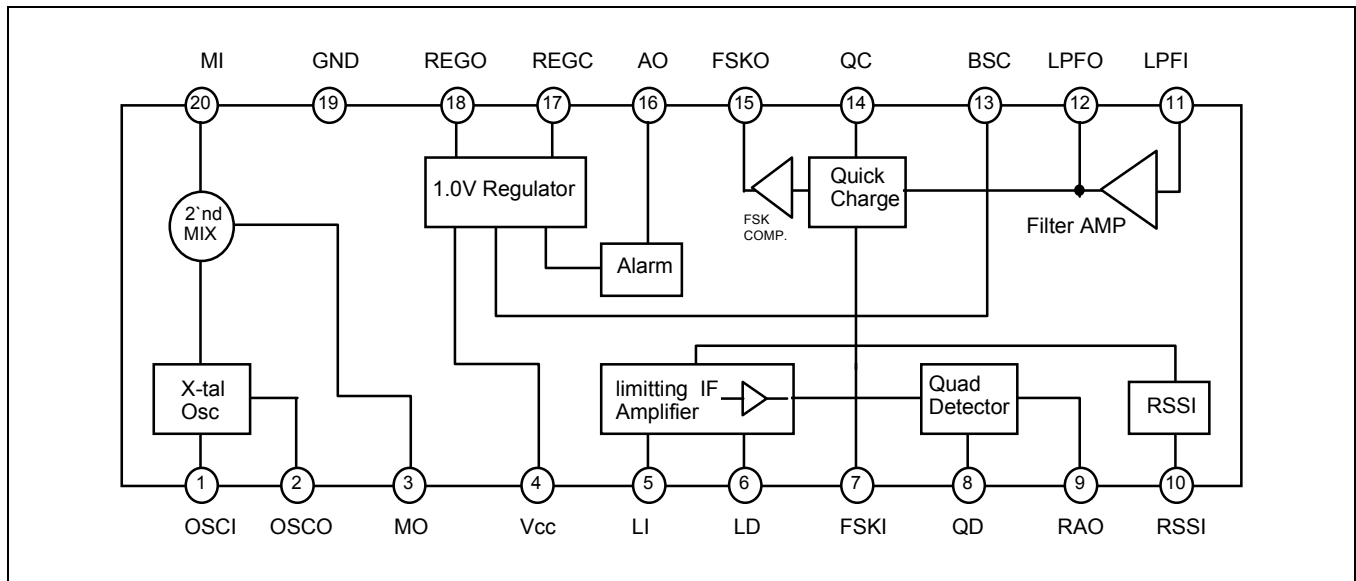 MI GND REGO REGC AO FSKO QC BSC LPFO LPFI
20 19 18 17 16 15 14 13 12 11
1.0V Regulator
Quick
Charge
2`nd
MIX
FSK
COMP.
Filter AMP
Alarm
X-tal
Osc
limitting IF
Amplifier
Quad
Detector
RSSI
1 2 3 4 5 6 7 8 9 10
OSCI OSCO MO Vcc LI LD FSKI QD RAO RSSI